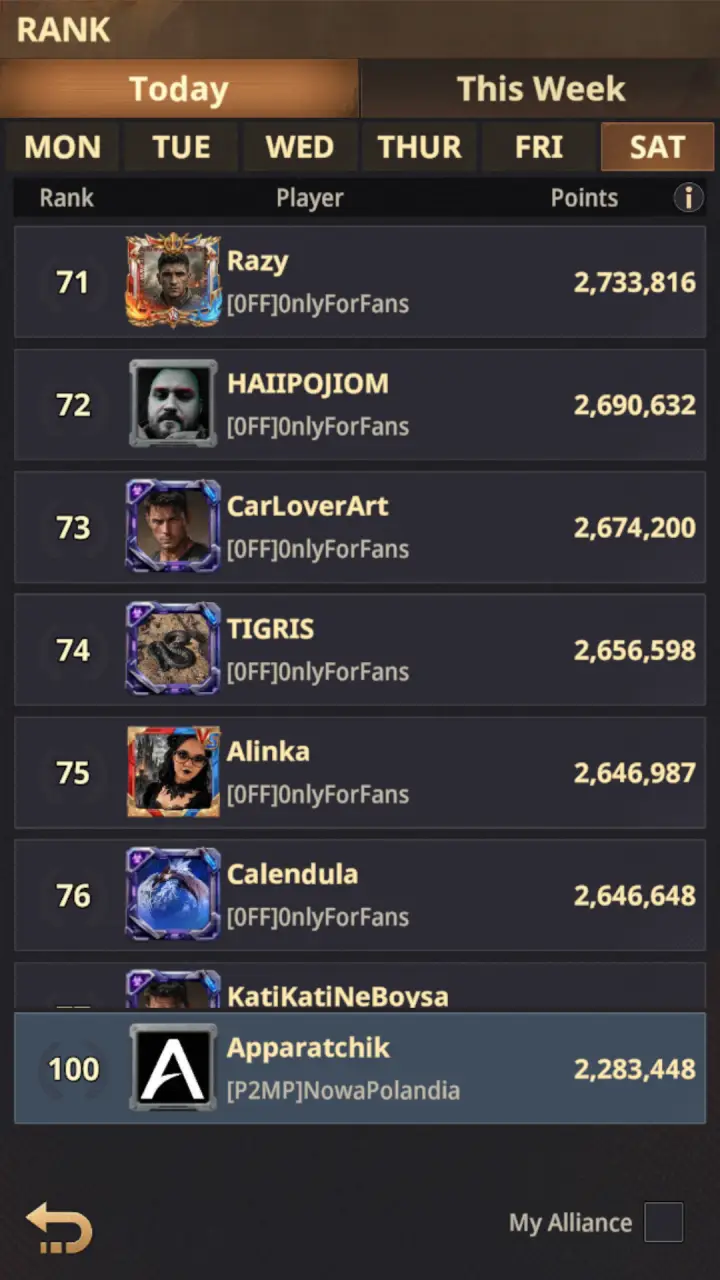 RANK
Today
This Week
MON TUE WED THUR FRI SAT
Rank Player Points
71 Razy 2,733,816
[0FF]0nlyForFans
72 HAIIPOJIOM 2,690,632
[0FF]0nlyForFans
73 CarLoverArt 2,674,200
[0FF]0nlyForFans
74 TIGRIS 2,656,598
[0FF]0nlyForFans
75 Alinka 2,646,987
[0FF]0nlyForFans
76 Calendula 2,646,648
[0FF]0nlyForFans
KatiKatiNeBoysa
100 Apparatchik 2,283,448
[P2MP]NowaPolandia
My Alliance